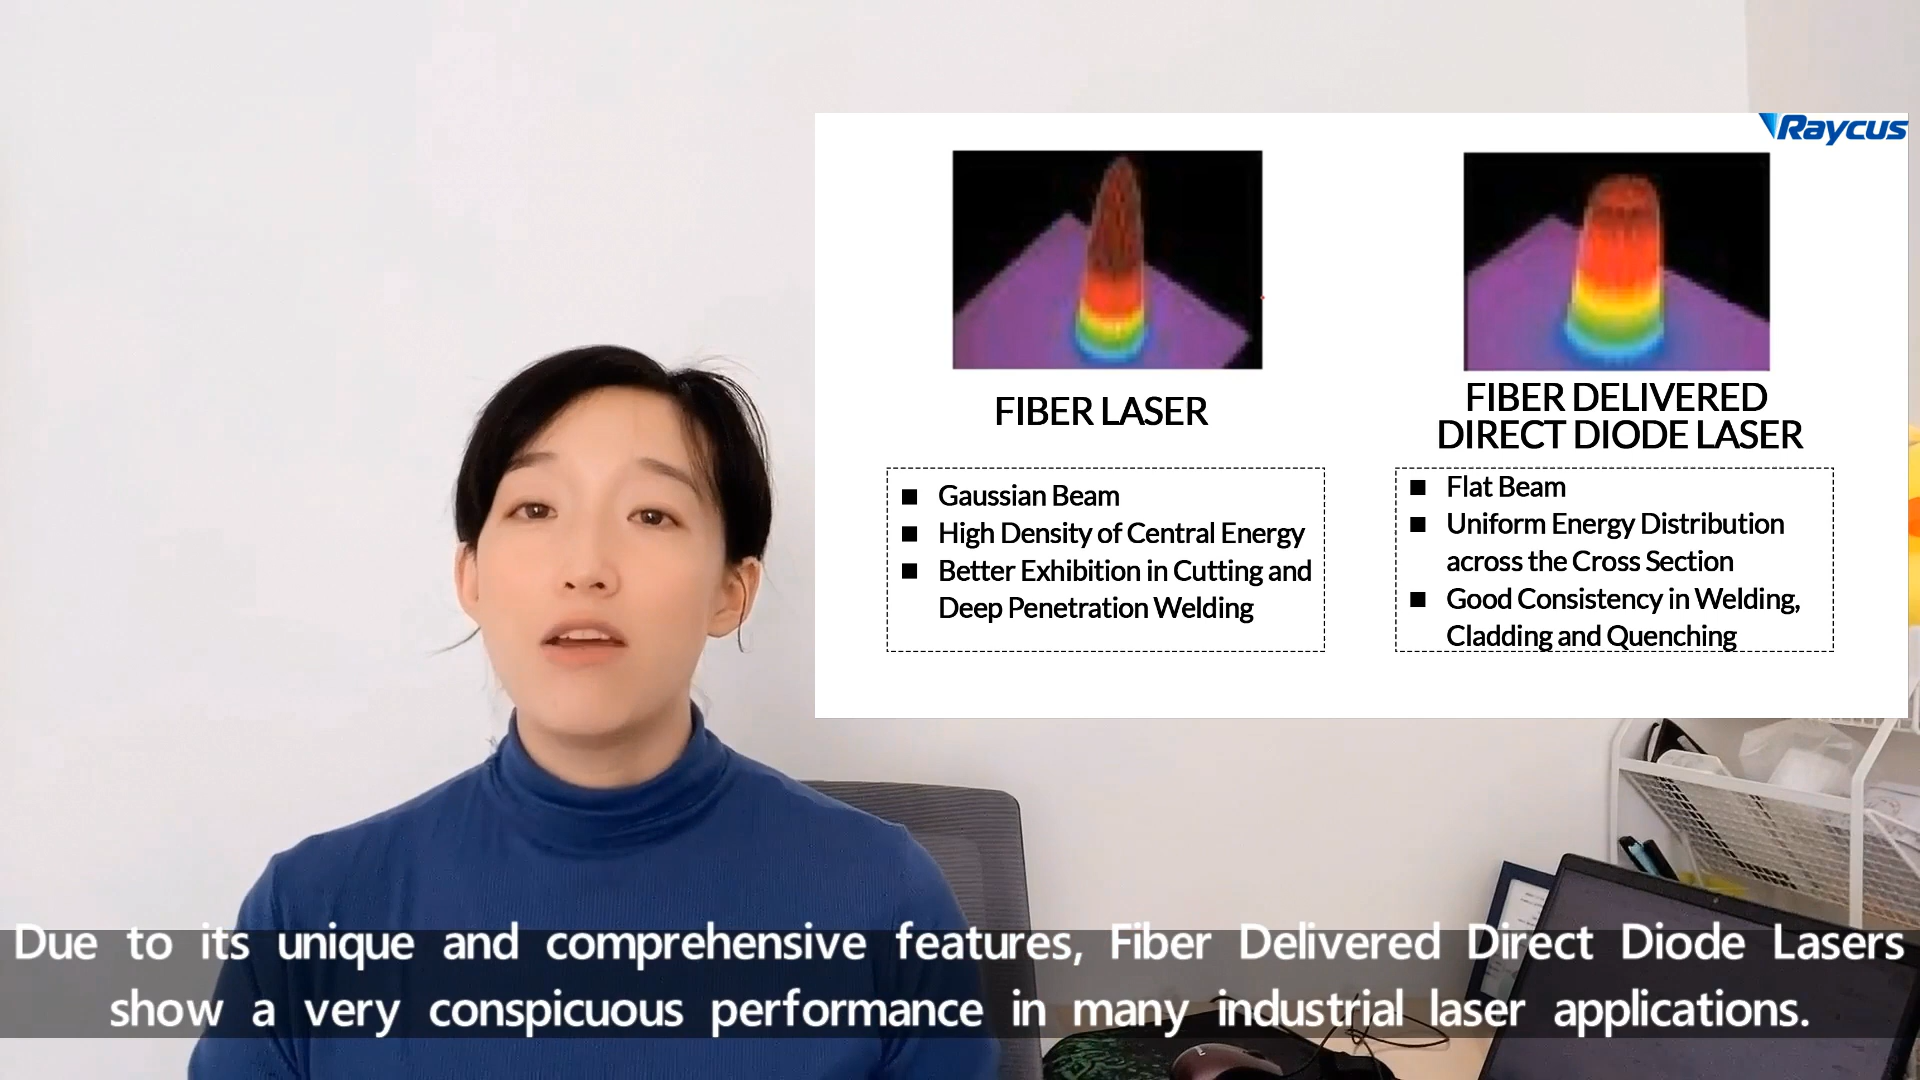 Raycus
FIBER LASER
Gaussian Beam
High Density of Central Energy
Better Exhibition in Cutting and
Deep Penetration Welding
FIBER DELIVERED
DIRECT DIODE LASER
Flat Beam
Uniform Energy Distribution
across the Cross Section
Good Consistency in Welding,
Cladding and Quenching
Due to its unique and comprehensive features, Fiber Delivered Direct Diode Lasers
show a very conspicuous performance in many industrial laser applications.